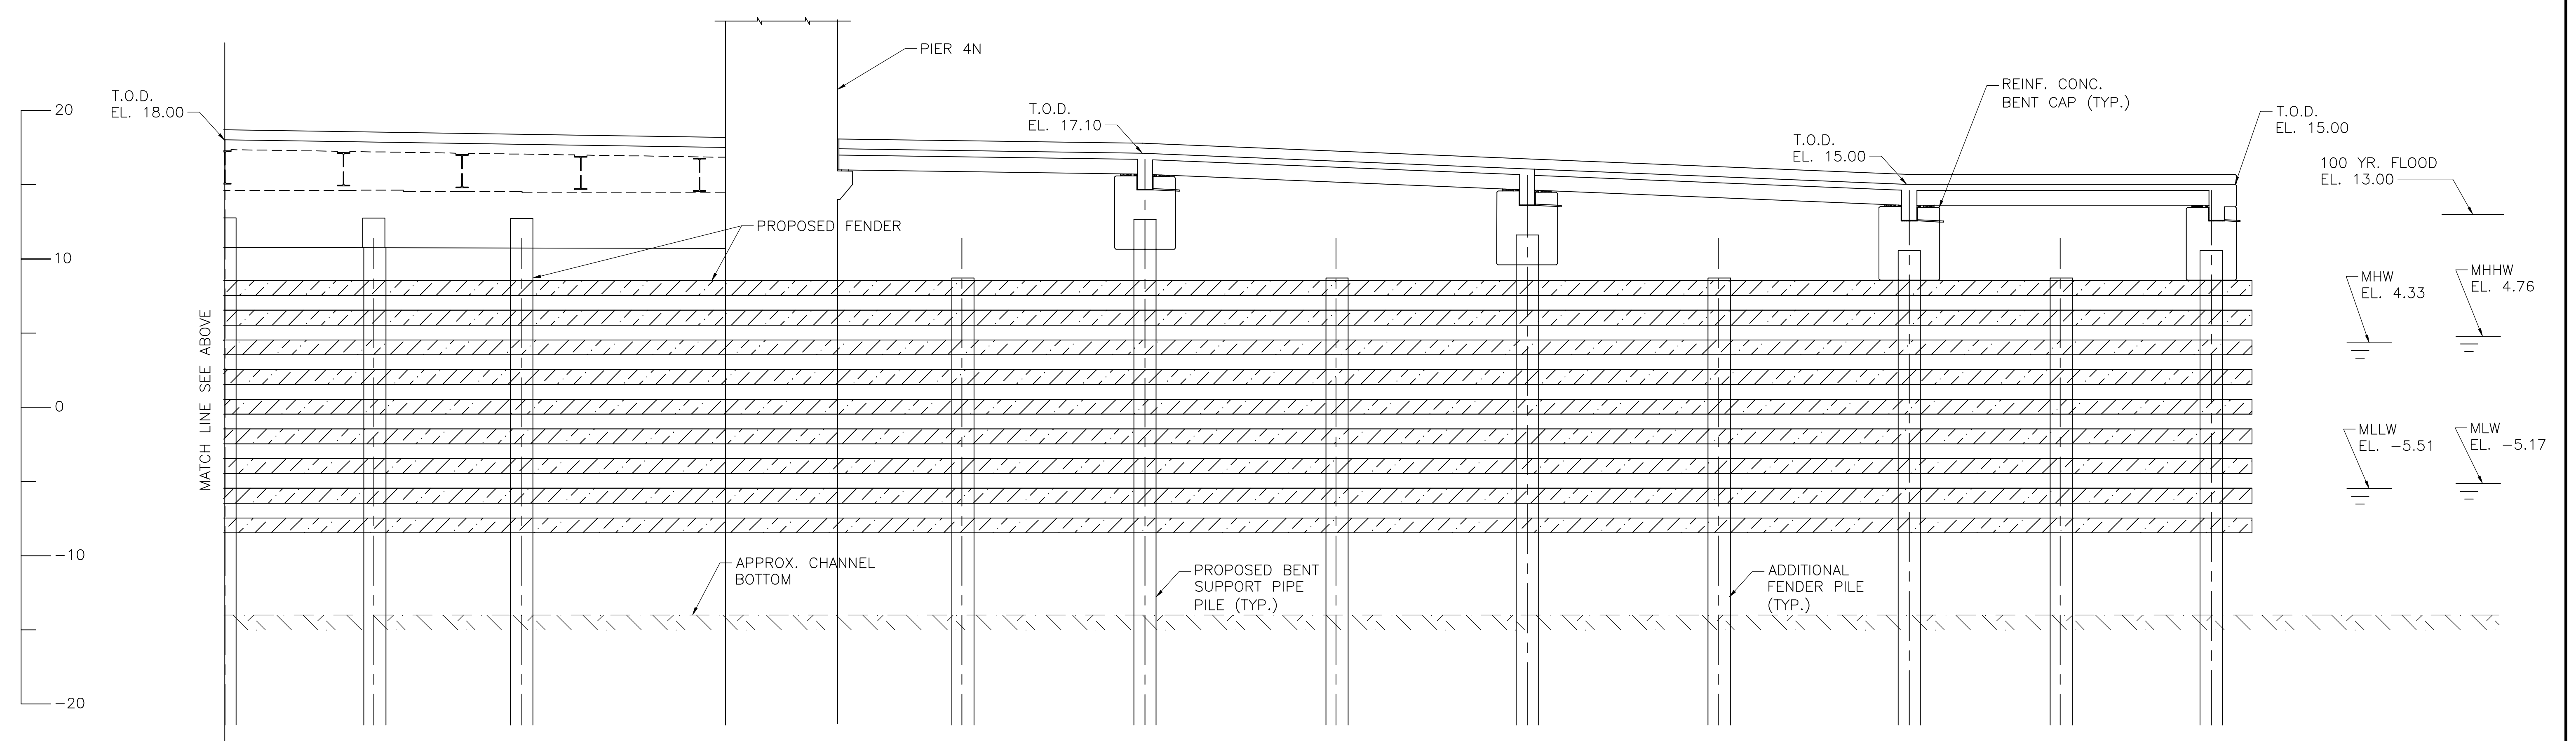 PIER 4N
REINF. CONC.
BENT CAP (TYP.)
T.O.D.
EL. 18.00
20
T.O.D.
EL. 17.10
T.O.D.
EL. 15.00
T.O.D.
EL. 15.00
100 YR. FLOOD
EL. 13.00
PROPOSED FENDER
10
MHW
EL. 4.33
MHHW
EL. 4.76
MATCH LINE SEE ABOVE
0
MLLW
EL. -5.51
MLW
EL. -5.17
-10
APPROX. CHANNEL
BOTTOM
PROPOSED BENT
SUPPORT PIPE
PILE (TYP.)
ADDITIONAL
FENDER PILE
(TYP.)
-20